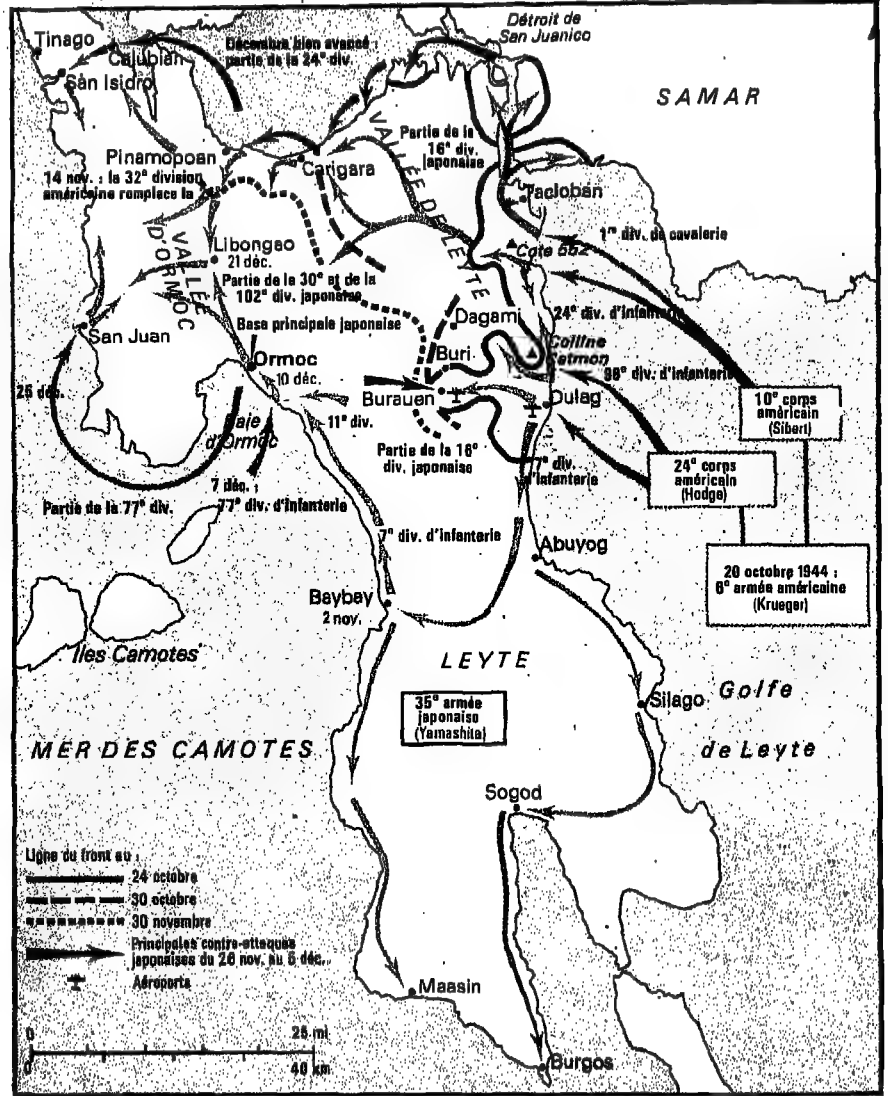 Détroit de
San Juanico
Tinago
Calubian
San Isidro
Décembre bien avancé :
partie de la 24e div.
SAMAR
VALLÉE DE LEYTE
Partie de la
16e div.
japonaise
Pinamopoan
Carigara
14 nov. : la 32e division
américaine remplace la
Tacloban
1re div. de cavalerie
Cote 552
VALLÉE
D'ORMOC
Libongao
21 déc.
Partie de la 30e et de la
102e div. japonaise
24e div. d'infanterie
Dagami
San Juan
Base principale japonaise
Colline
Catmon
Buri
Ormoc
10 déc.
96e div. d'infanterie
Burauen
Dulag
10e corps
américain
(Sibert)
25 déc.
Baie
d'Ormoc
11e div.
Partie de la 16e
div. japonaise
7e div.
d'infanterie
24e corps
américain
(Hodge)
Partie de la 77e div.
7 déc. :
77e div. d'infanterie
7e div. d'infanterie
Abuyog
20 octobre 1944 :
6e armée américaine
(Krueger)
Baybay
2 nov.
Iles Camotes
LEYTE
35e armée
japonaise
(Yamashita)
Silago
Golfe
de Leyte
MER DES CAMOTES
Sogod
Ligne du front au :
24 octobre
30 octobre
30 novembre
Principales contre-attaques
japonaises du 26 nov. au 6 déc.
Aéroports
Maasin
0 25 mi
0 40 km
Burgos